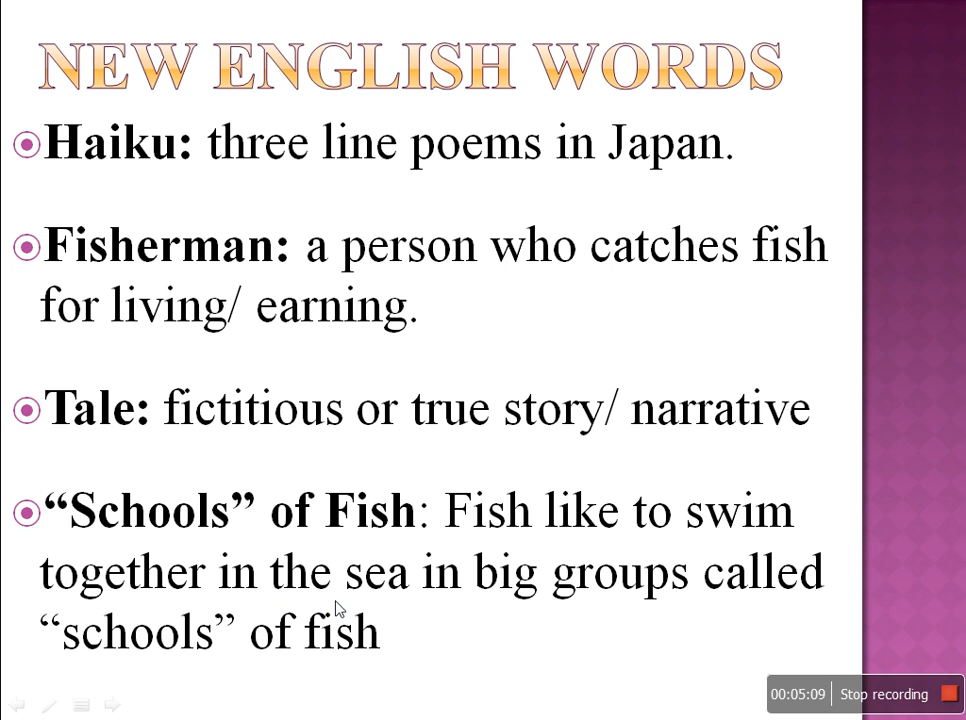 NEW ENGLISH WORDS
Haiku: three line poems in Japan.
Fisherman: a person who catches fish
for living/ earning.
Tale: fictitious or true story/ narrative
“Schools” of Fish: Fish like to swim
together in the sea in big groups called
“schools” of fish
00:05:09 Stop recording